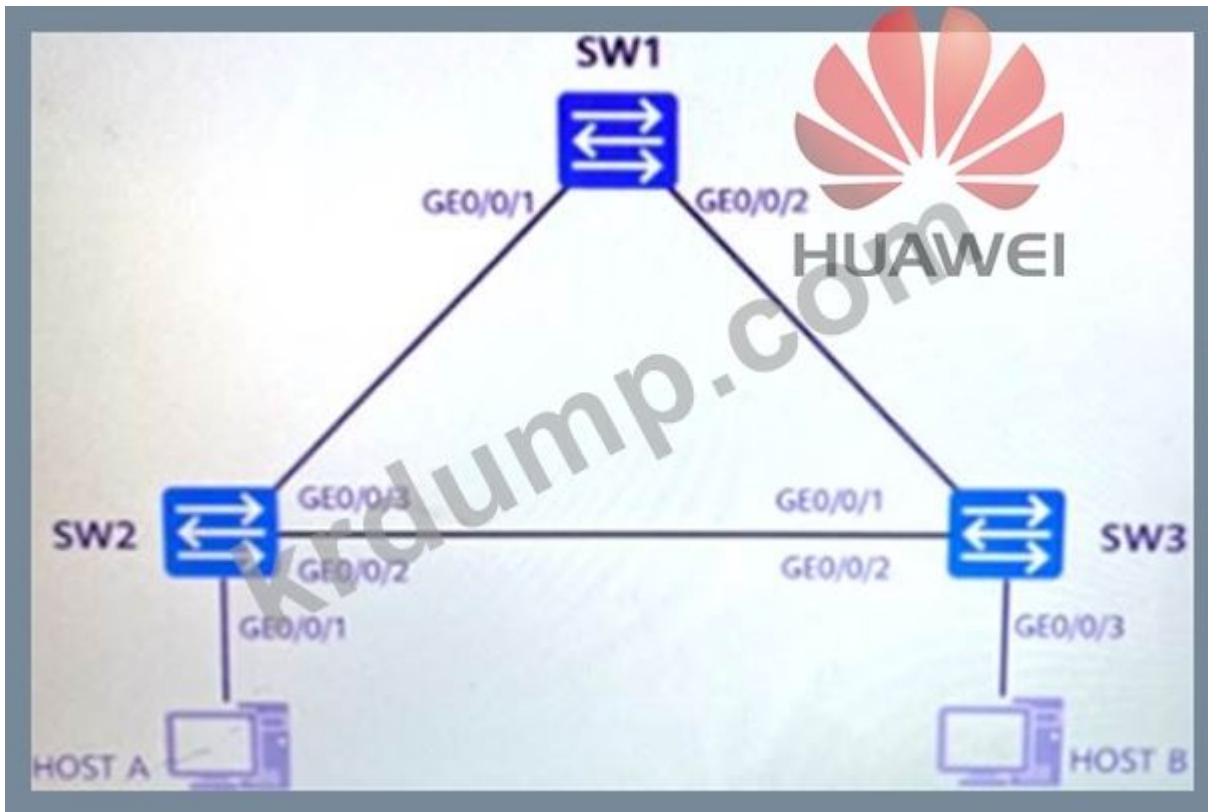 SW1
GE0/0/1
GE0/0/2
HUAWEI
krdump.com
GE0/0/3
GE0/0/1
SW2
SW3
GE0/0/2
GE0/0/2
GE0/0/1
GE0/0/3
HOST A
HOST B